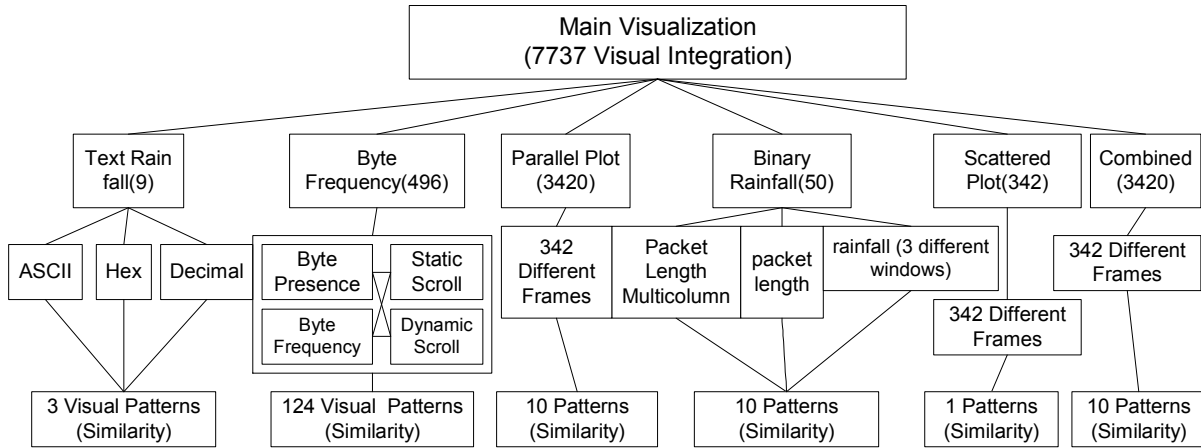 Main Visualization
(7737 Visual Integration)
Text Rain
fall(9)
Byte
Frequency(496)
Parallel Plot
(3420)
Binary
Rainfall(50)
Scattered
Plot(342)
Combined
(3420)
ASCII
Hex
Decimal
Byte
Presence
Static
Scroll
Byte
Frequency
Dynamic
Scroll
342
Different
Frames
Packet
Length
Multicolumn
packet
length
rainfall (3 different
windows)
342 Different
Frames
342 Different
Frames
3 Visual Patterns
(Similarity)
124 Visual Patterns
(Similarity)
10 Patterns
(Similarity)
10 Patterns
(Similarity)
1 Patterns
(Similarity)
10 Patterns
(Similarity)